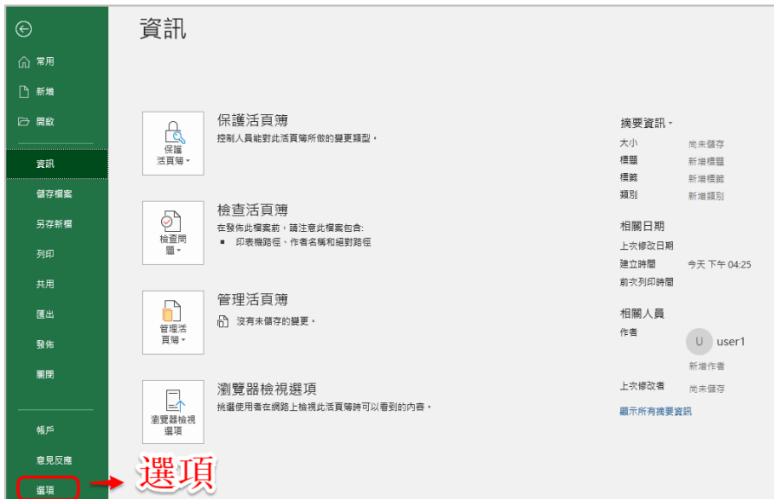 資訊
常用
新增
開啟
資訊
儲存檔案
另存新檔
列印
共用
匯出
發佈
關閉
帳戶
意見反應
選項
選項
保護活頁簿
控制人員能對此活頁簿所做的變更類型。
保護
活頁簿
檢查活頁簿
在發佈此檔案前,請注意此檔案包含:
▪ 印表機路徑、作者名稱和絕對路徑
檢查問
題
管理活頁簿
沒有未儲存的變更。
管理活
頁簿
瀏覽器檢視選項
挑選使用者在網路上檢視此活頁簿時可以看到的內容。
瀏覽器檢視
選項
摘要資訊
大小 尚未儲存
標題 新增標題
標籤 新增標籤
類別 新增類別
相關日期
上次修改日期
建立時間 今天 下午 04:25
前次列印時間
相關人員
作者
U user1
新增作者
上次修改者 尚未儲存
顯示所有摘要資訊